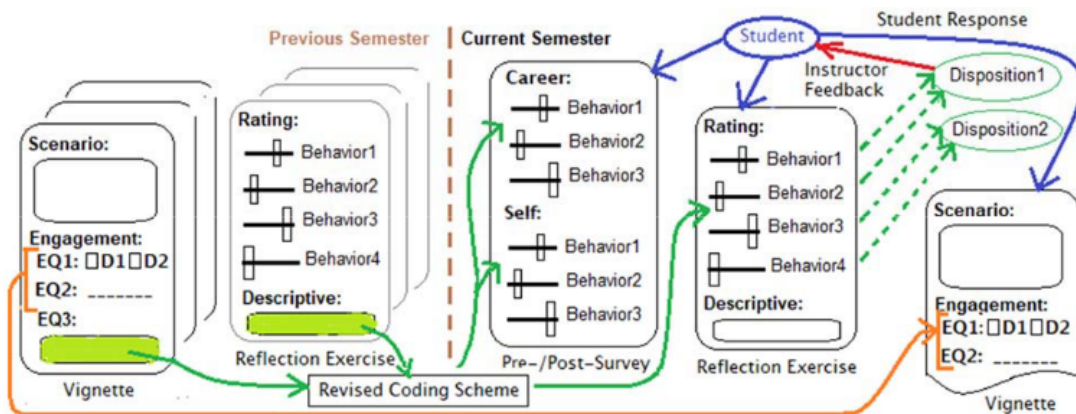 Previous Semester
Current Semester
Student
Student Response
Instructor
Feedback
Disposition1
Disposition2
Scenario:
Engagement:
EQ1: D1 D2
EQ2: _______
EQ3:
Vignette
Rating:
Behavior1
Behavior2
Behavior3
Behavior4
Descriptive:
Reflection Exercise
Revised Coding Scheme
Career:
Behavior1
Behavior2
Behavior3
Self:
Behavior1
Behavior2
Behavior3
Pre-/Post-Survey
Rating:
Behavior1
Behavior2
Behavior3
Behavior4
Descriptive:
Reflection Exercise
Scenario:
Engagement:
EQ1: D1 D2
EQ2: _______
Vignette